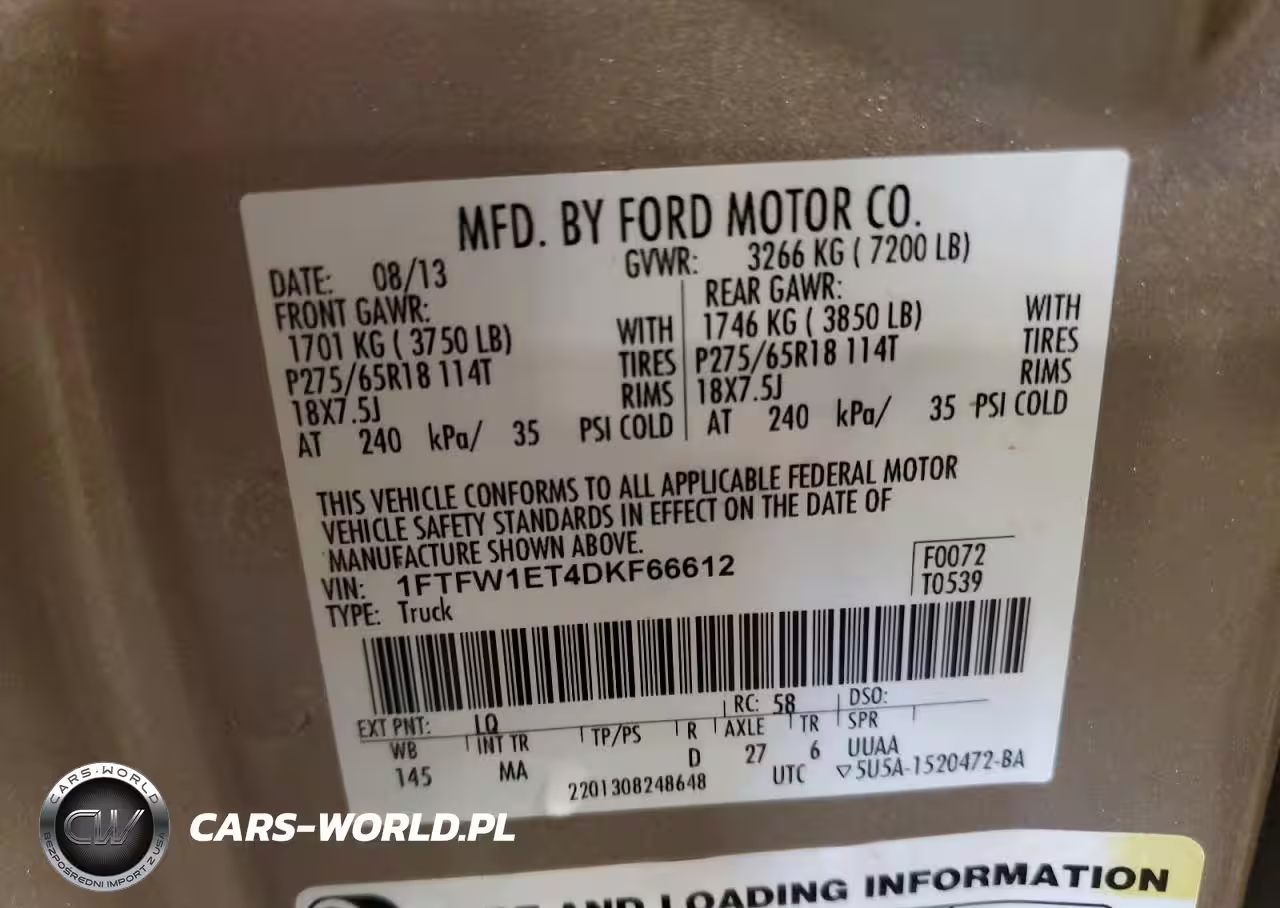 MFD. BY FORD MOTOR CO.
DATE: 08/13 GVWR: 3266 KG ( 7200 LB)
FRONT GAWR: REAR GAWR:
1701 KG ( 3750 LB) WITH 1746 KG ( 3850 LB) WITH
P275/65R18 114T TIRES P275/65R18 114T TIRES
18X7.5J RIMS 18X7.5J RIMS
AT 240 kPa/ 35 PSI COLD AT 240 kPa/ 35 PSI COLD
THIS VEHICLE CONFORMS TO ALL APPLICABLE FEDERAL MOTOR
VEHICLE SAFETY STANDARDS IN EFFECT ON THE DATE OF
MANUFACTURE SHOWN ABOVE.
VIN: 1FTFW1ET4DKF66612 F0072
TYPE: Truck T0539
EXT PNT: LQ RC: 58 DSO:
WB INT TR TP/PS R AXLE TR SPR
145 MA D 27 6 UUAA
2201308248648 UTC ▽5U5A-1520472-BA
AND LOADING INFORMATION
CARS-WORLD
CW
BEZPOŚREDNI IMPORT Z USA
CARS-WORLD.PL